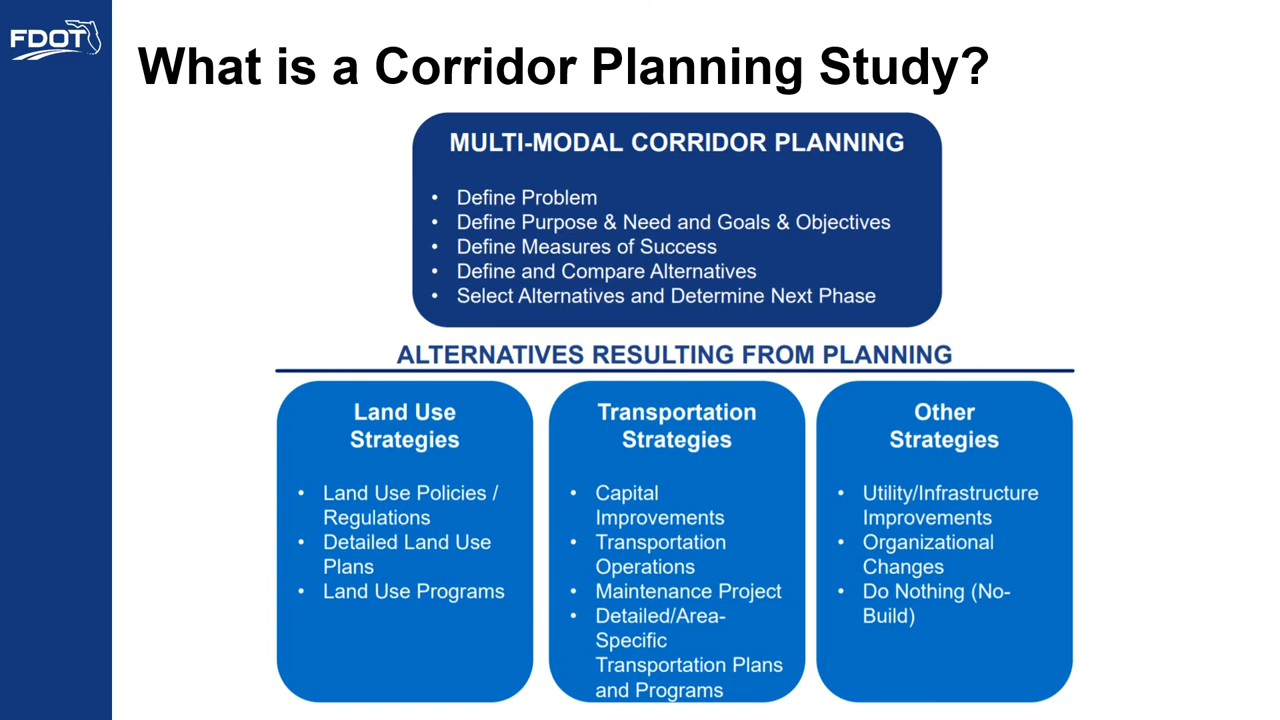 FDOT
What is a Corridor Planning Study?
MULTI-MODAL CORRIDOR PLANNING
• Define Problem
• Define Purpose & Need and Goals & Objectives
• Define Measures of Success
• Define and Compare Alternatives
• Select Alternatives and Determine Next Phase
ALTERNATIVES RESULTING FROM PLANNING
Land Use
Strategies
• Land Use Policies /
Regulations
• Detailed Land Use
Plans
• Land Use Programs
Transportation
Strategies
• Capital
Improvements
• Transportation
Operations
• Maintenance Project
• Detailed/Area-
Specific
Transportation Plans
and Programs
Other
Strategies
• Utility/Infrastructure
Improvements
• Organizational
Changes
• Do Nothing (No-
Build)